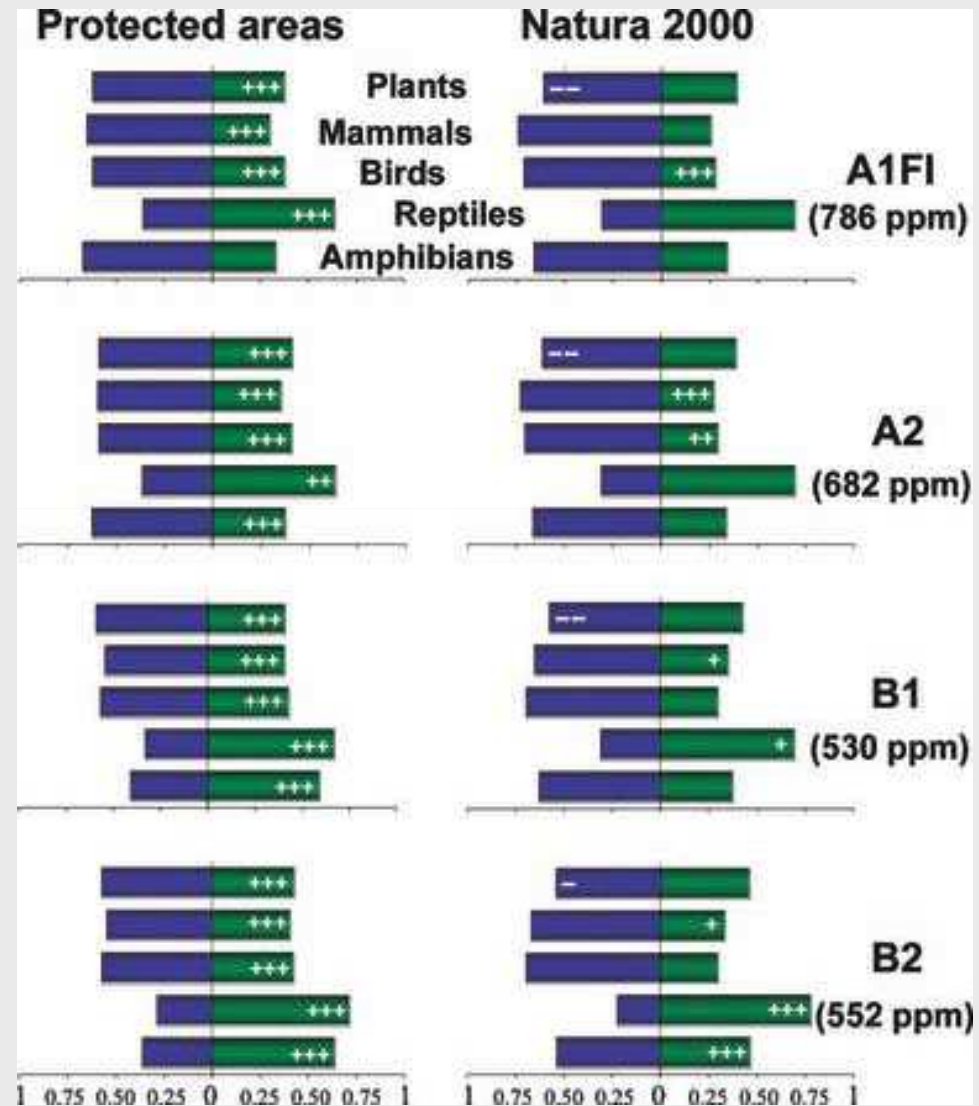 Protected areas Natura 2000
Plants +++ −−
Mammals +++
Birds +++ +++
A1FI
Reptiles +++
(786 ppm)
Amphibians
+++ −−
+++ +++
+++ ++
A2
++
(682 ppm)
+++
+++ −−
+++ +
+++
B1
+++ +
(530 ppm)
+++
+++ −
+++ +
+++
B2
+++ +++
(552 ppm)
+++ +++
1 0.75 0.50 0.25 0 0.25 0.50 0.75 1 1 0.75 0.50 0.25 0 0.25 0.50 0.75 1